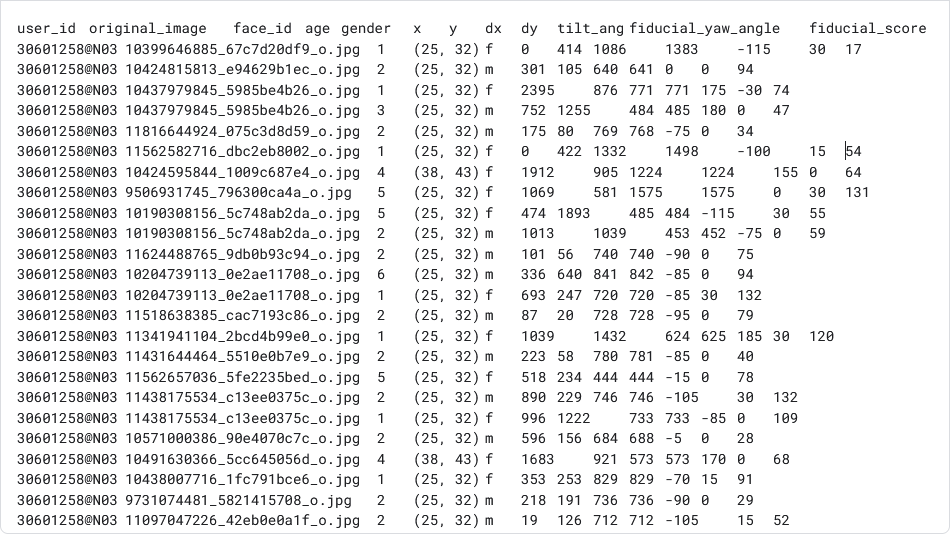 user_id original_image face_id age gender x y dx dy tilt_ang fiducial_yaw_angle fiducial_score
30601258@N03 10399646885_67c7d20df9_o.jpg 1 (25, 32) f 0 414 1086 1383 -115 30 17
30601258@N03 10424815813_e94629b1ec_o.jpg 2 (25, 32) m 301 105 640 641 0 0 94
30601258@N03 10437979845_5985be4b26_o.jpg 1 (25, 32) f 2395 876 771 771 175 -30 74
30601258@N03 10437979845_5985be4b26_o.jpg 3 (25, 32) m 752 1255 484 485 180 0 47
30601258@N03 11816644924_075c3d8d59_o.jpg 2 (25, 32) m 175 80 769 768 -75 0 34
30601258@N03 11562582716_dbc2eb8002_o.jpg 1 (25, 32) f 0 422 1332 1498 -100 15 54
30601258@N03 10424595844_1009c687e4_o.jpg 4 (38, 43) f 1912 905 1224 1224 155 0 64
30601258@N03 9506931745_796300ca4a_o.jpg 5 (25, 32) f 1069 581 1575 1575 0 30 131
30601258@N03 10190308156_5c748ab2da_o.jpg 5 (25, 32) f 474 1893 485 484 -115 30 55
30601258@N03 10190308156_5c748ab2da_o.jpg 2 (25, 32) m 1013 1039 453 452 -75 0 59
30601258@N03 11624488765_9db0b93c94_o.jpg 2 (25, 32) m 101 56 740 740 -90 0 75
30601258@N03 10204739113_0e2ae11708_o.jpg 6 (25, 32) m 336 640 841 842 -85 0 94
30601258@N03 10204739113_0e2ae11708_o.jpg 1 (25, 32) f 693 247 720 720 -85 30 132
30601258@N03 11518638385_cac7193c86_o.jpg 2 (25, 32) m 87 20 728 728 -95 0 79
30601258@N03 11341941104_2bcd4b99e0_o.jpg 1 (25, 32) f 1039 1432 624 625 185 30 120
30601258@N03 11431644464_5510e0b7e9_o.jpg 2 (25, 32) m 223 58 780 781 -85 0 40
30601258@N03 11562657036_5fe2235bed_o.jpg 5 (25, 32) f 518 234 444 444 -15 0 78
30601258@N03 11438175534_c13ee0375c_o.jpg 2 (25, 32) m 890 229 746 746 -105 30 132
30601258@N03 11438175534_c13ee0375c_o.jpg 1 (25, 32) f 996 1222 733 733 -85 0 109
30601258@N03 10571000386_90e4070c7c_o.jpg 2 (25, 32) m 596 156 684 688 -5 0 28
30601258@N03 10491630366_5cc645056d_o.jpg 4 (38, 43) f 1683 921 573 573 170 0 68
30601258@N03 10438007716_1fc791bce6_o.jpg 1 (25, 32) f 353 253 829 829 -70 15 91
30601258@N03 9731074481_5821415708_o.jpg 2 (25, 32) m 218 191 736 736 -90 0 29
30601258@N03 11097047226_42eb0e0a1f_o.jpg 2 (25, 32) m 19 126 712 712 -105 15 52